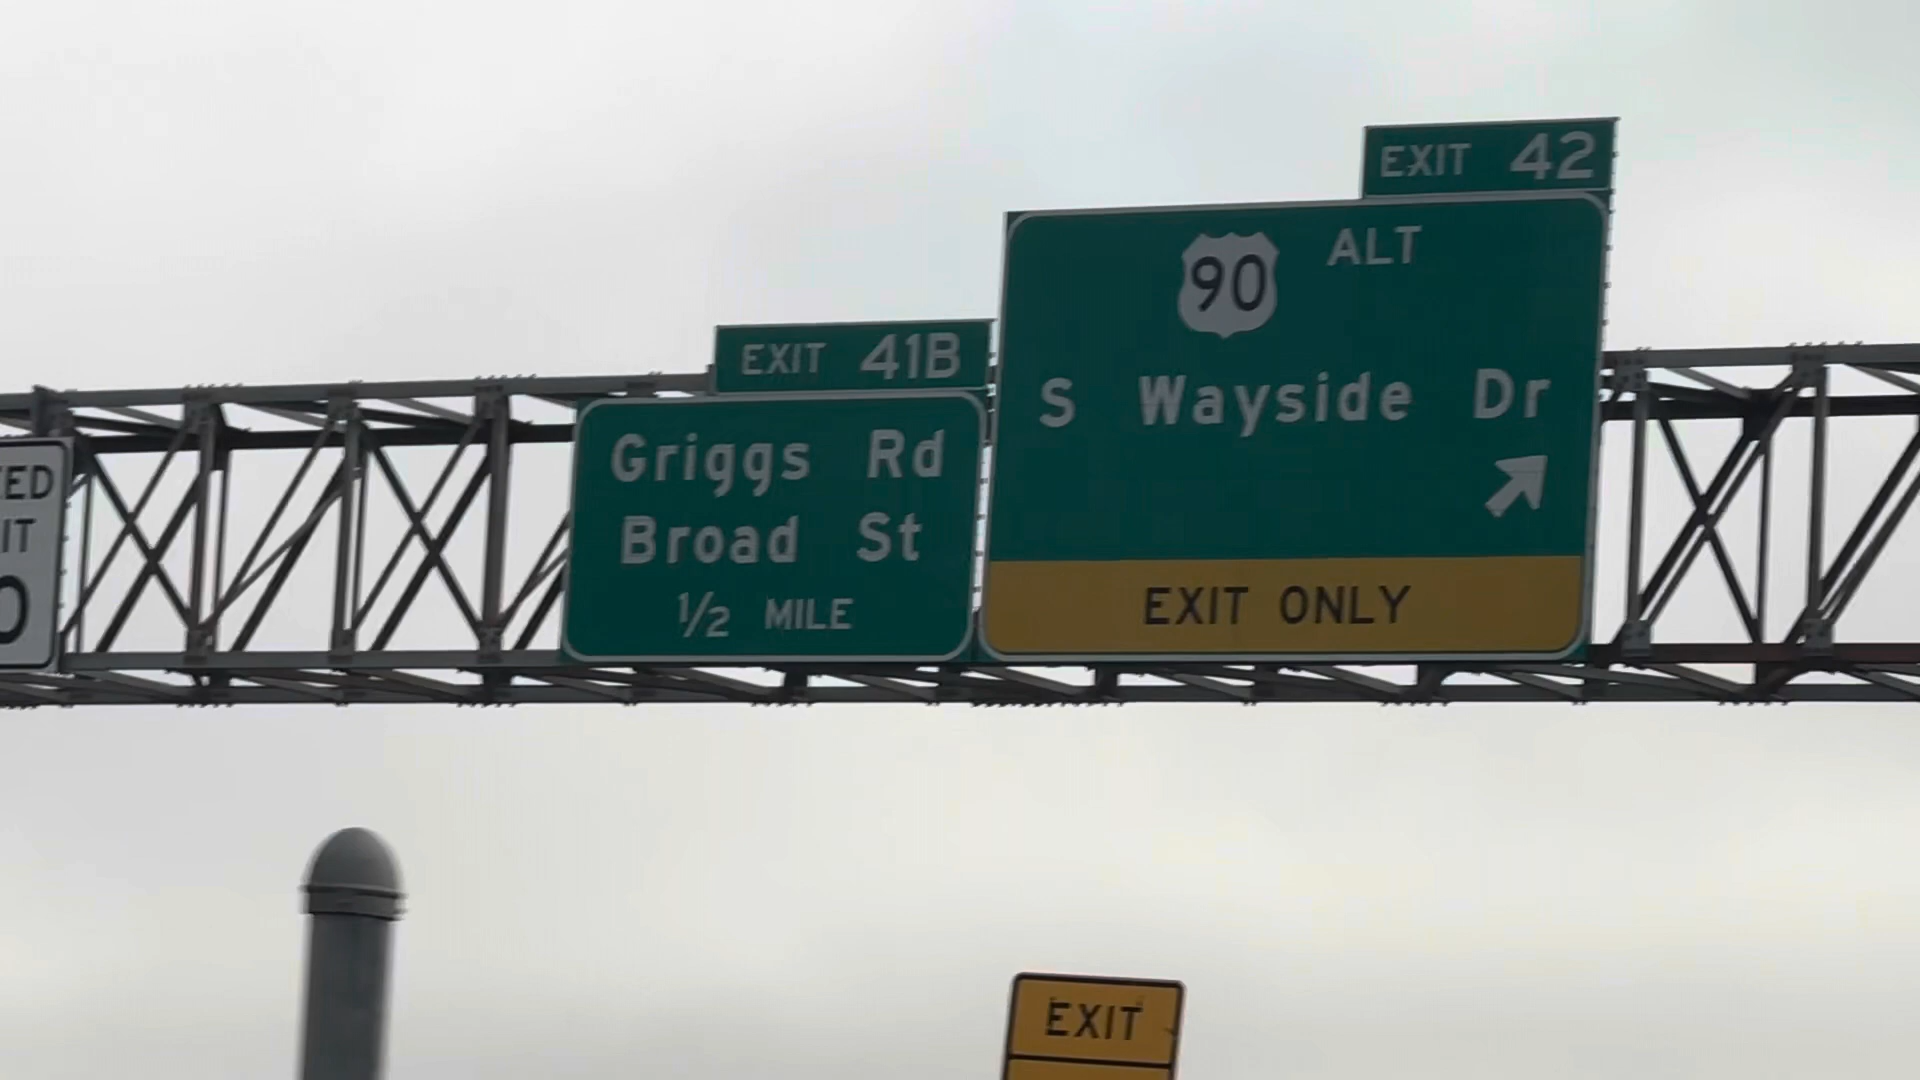 EXIT 42
90 ALT
S Wayside Dr
EXIT ONLY
EXIT 41B
Griggs Rd
Broad St
1/2 MILE
EXIT